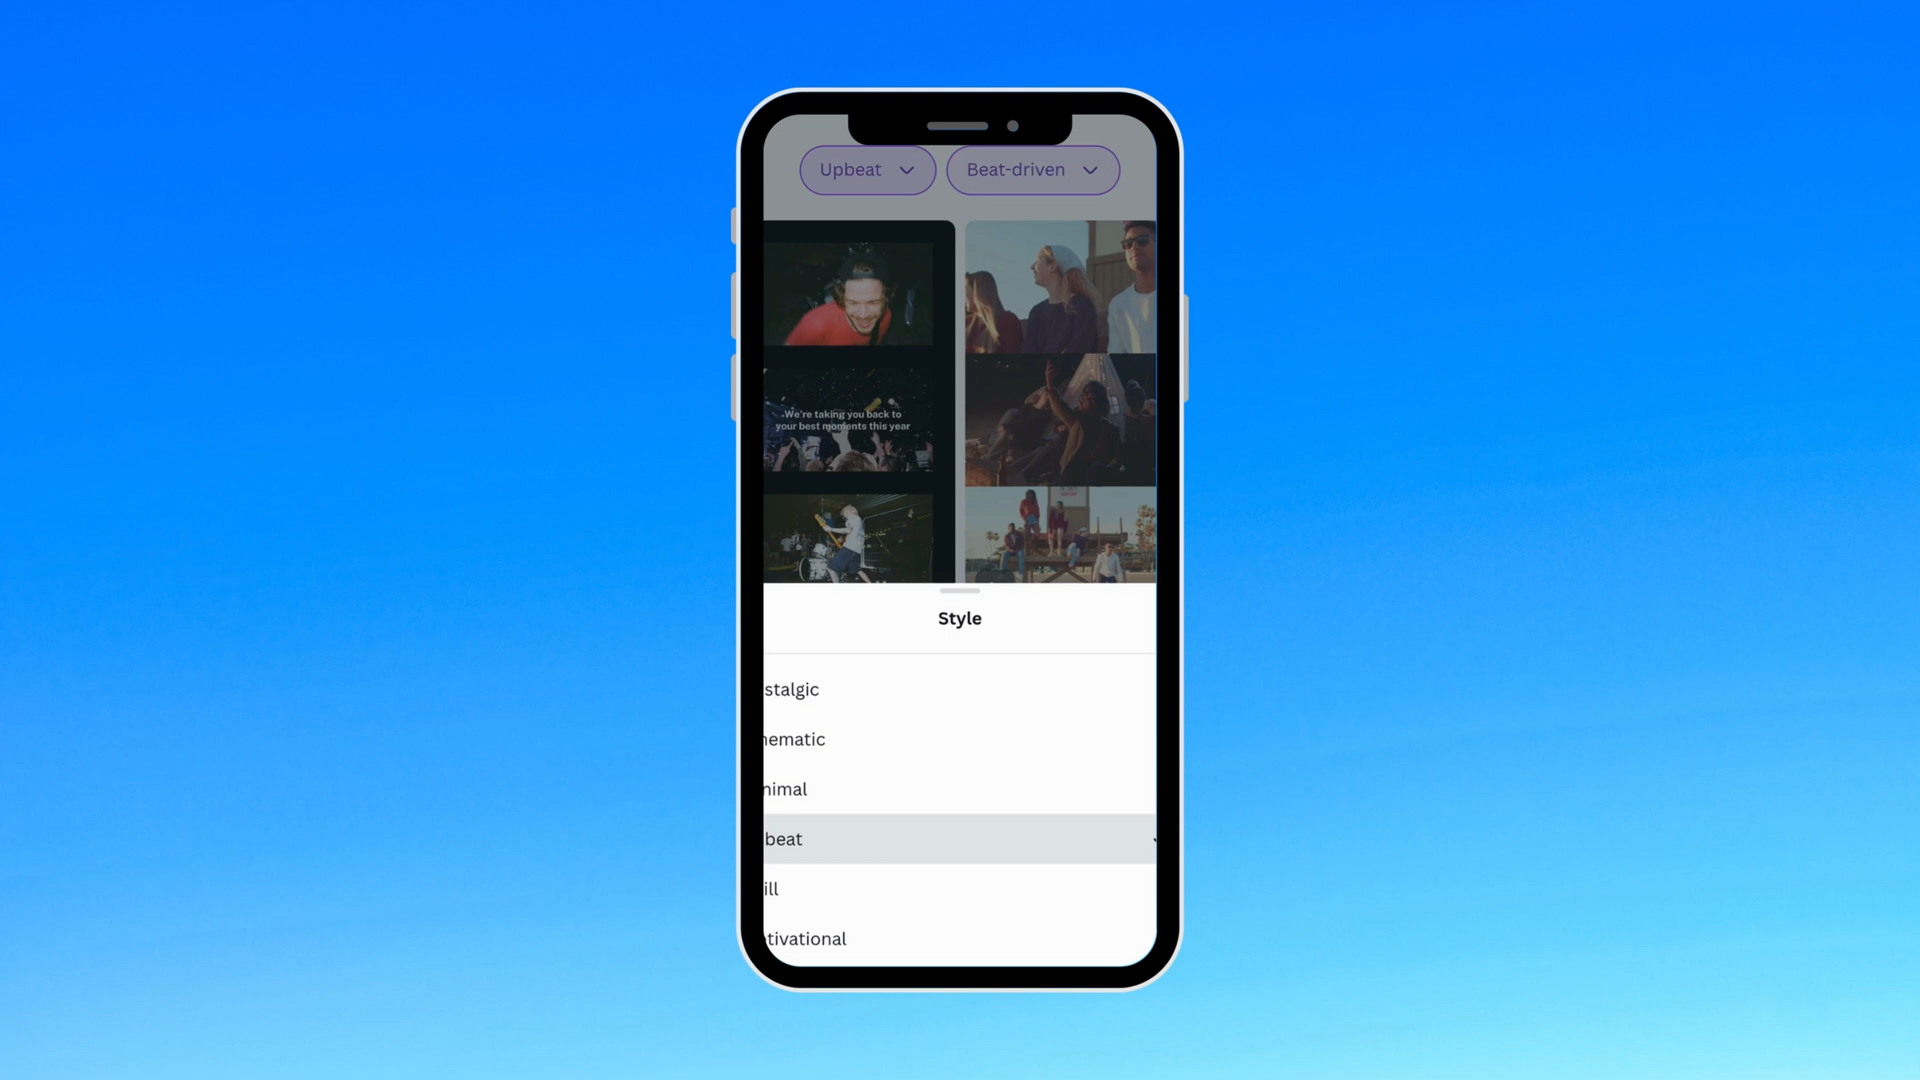 Upbeat
Beat-driven
We're taking you back to
your best moments this year
Style
stalgic
nematic
nimal
beat
ill
tivational